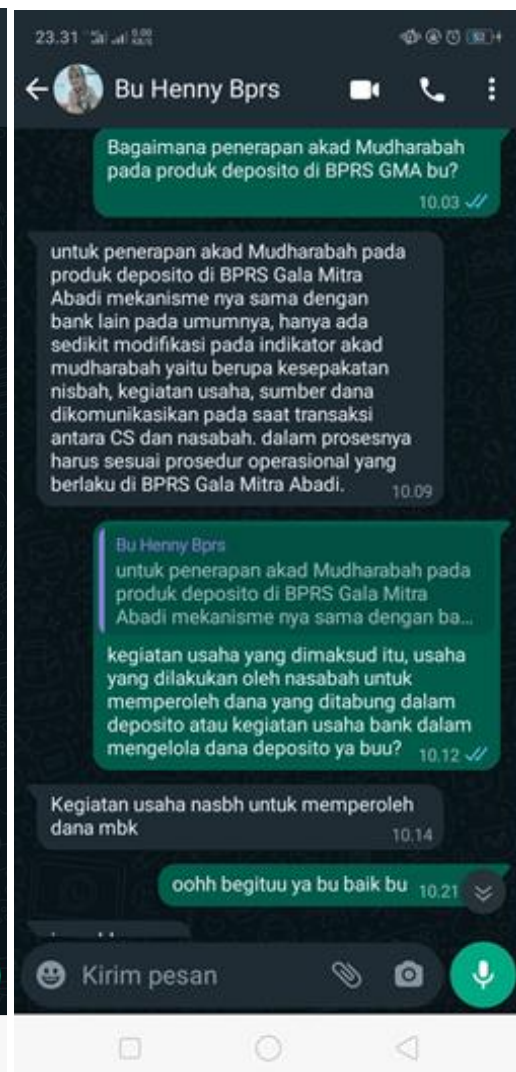 23.31
Bu Henny Bprs
Bagaimana penerapan akad Mudharabah
pada produk deposito di BPRS GMA bu?
10.03
untuk penerapan akad Mudharabah pada
produk deposito di BPRS Gala Mitra
Abadi mekanisme nya sama dengan
bank lain pada umumnya, hanya ada
sedikit modifikasi pada indikator akad
mudharabah yaitu berupa kesepakatan
nisbah, kegiatan usaha, sumber dana
dikomunikasikan pada saat transaksi
antara CS dan nasabah. dalam prosesnya
harus sesuai prosedur operasional yang
berlaku di BPRS Gala Mitra Abadi.
10.09
Bu Henny Bprs
untuk penerapan akad Mudharabah pada
produk deposito di BPRS Gala Mitra
Abadi mekanisme nya sama dengan ba...
kegiatan usaha yang dimaksud itu, usaha
yang dilakukan oleh nasabah untuk
memperoleh dana yang ditabung dalam
deposito atau kegiatan usaha bank dalam
mengelola dana deposito ya buu?
10.12
Kegiatan usaha nasbh untuk memperoleh
dana mbk
10.14
oohh begituu ya bu baik bu
10.21
Kirim pesan